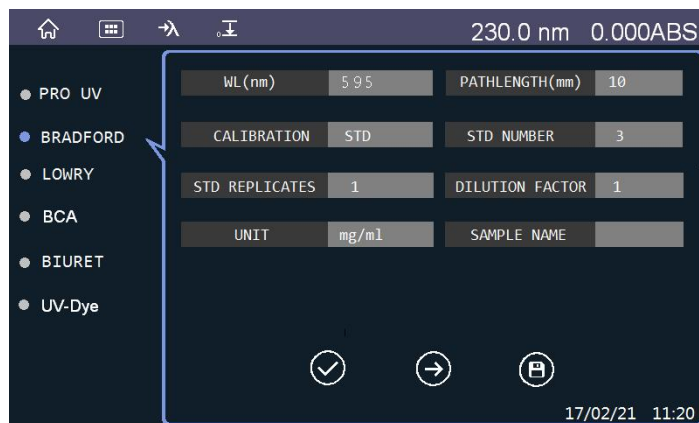 230.0 nm 0.000ABS
PRO UV
BRADFORD
LOWRY
BCA
BIURET
UV-Dye
WL(nm) 595 PATHLENGTH(mm) 10
CALIBRATION STD STD NUMBER 3
STD REPLICATES 1 DILUTION FACTOR 1
UNIT mg/ml SAMPLE NAME
17/02/21 11:20